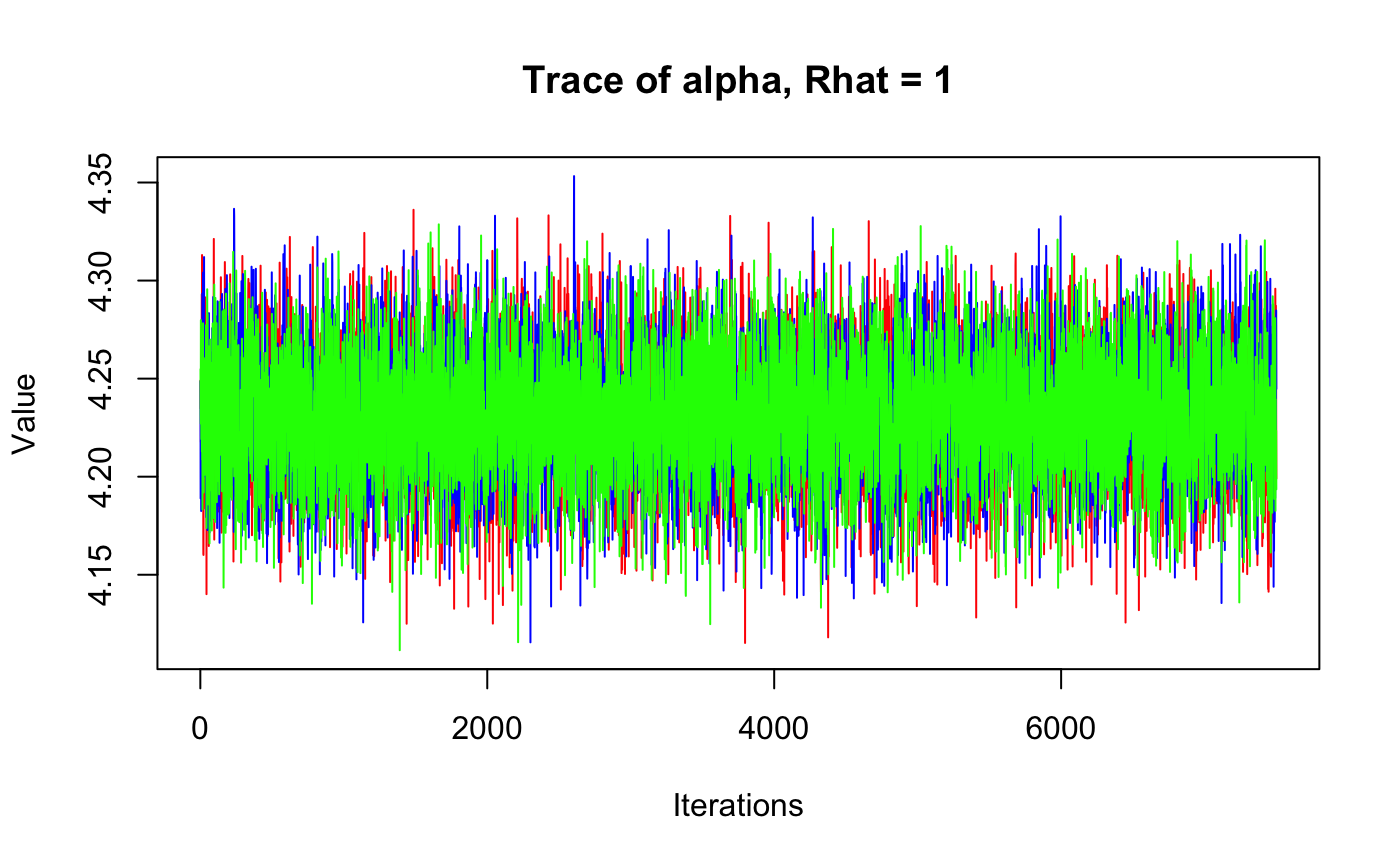 Trace of alpha, Rhat = 1
Value
4.35
4.30
4.25
4.20
4.15
0 2000 4000 6000
Iterations